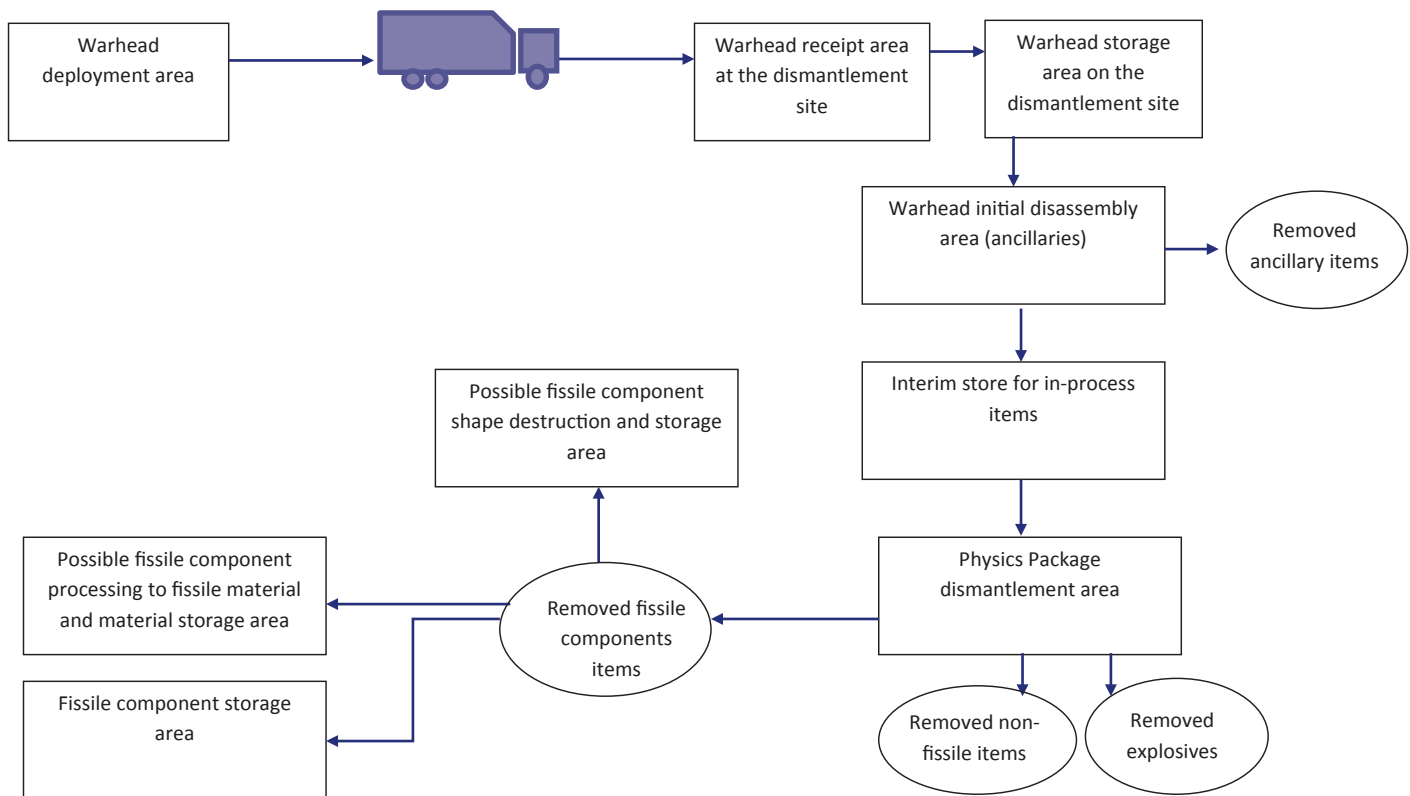 Warhead
deployment area
Warhead receipt area
at the dismantlement
site
Warhead storage
area on the
dismantlement site
Warhead initial disassembly
area (ancillaries)
Removed
ancillary items
Interim store for in-process
items
Possible fissile component
shape destruction and storage
area
Physics Package
dismantlement area
Possible fissile component
processing to fissile material
and material storage area
Removed fissile
components
items
Fissile component storage
area
Removed non-
fissile items
Removed
explosives